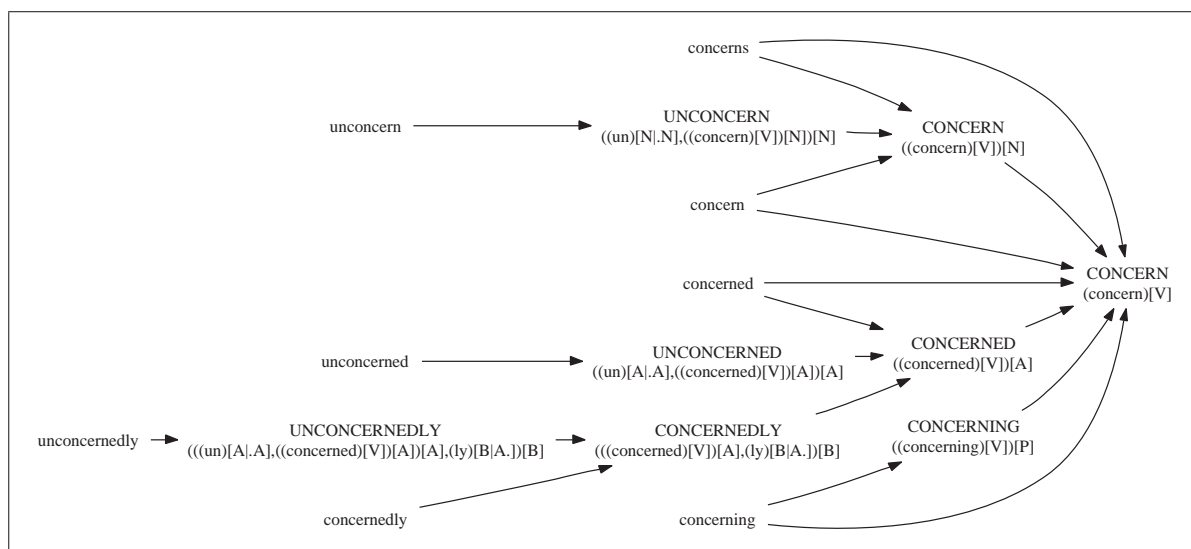 concerns
unconcern
UNCONCERN
((un)[N|.N],((concern)[V])[N])[N]
CONCERN
((concern)[V])[N]
concern
CONCERN
(concern)[V]
concerned
unconcerned
UNCONCERNED
((un)[A|.A],((concerned)[V])[A])[A]
CONCERNED
((concerned)[V])[A]
unconcernedly
UNCONCERNEDLY
(((un)[A|.A],((concerned)[V])[A])[A],(ly)[B|A.])[B]
CONCERNEDLY
(((concerned)[V])[A],(ly)[B|A.])[B]
CONCERNING
((concerning)[V])[P]
concernedly
concerning